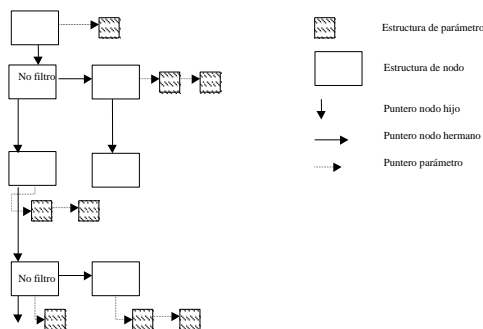 Estructura de parámetro
No filtro
Estructura de nodo
Puntero nodo hijo
Puntero nodo hermano
Puntero parámetro
No filtro